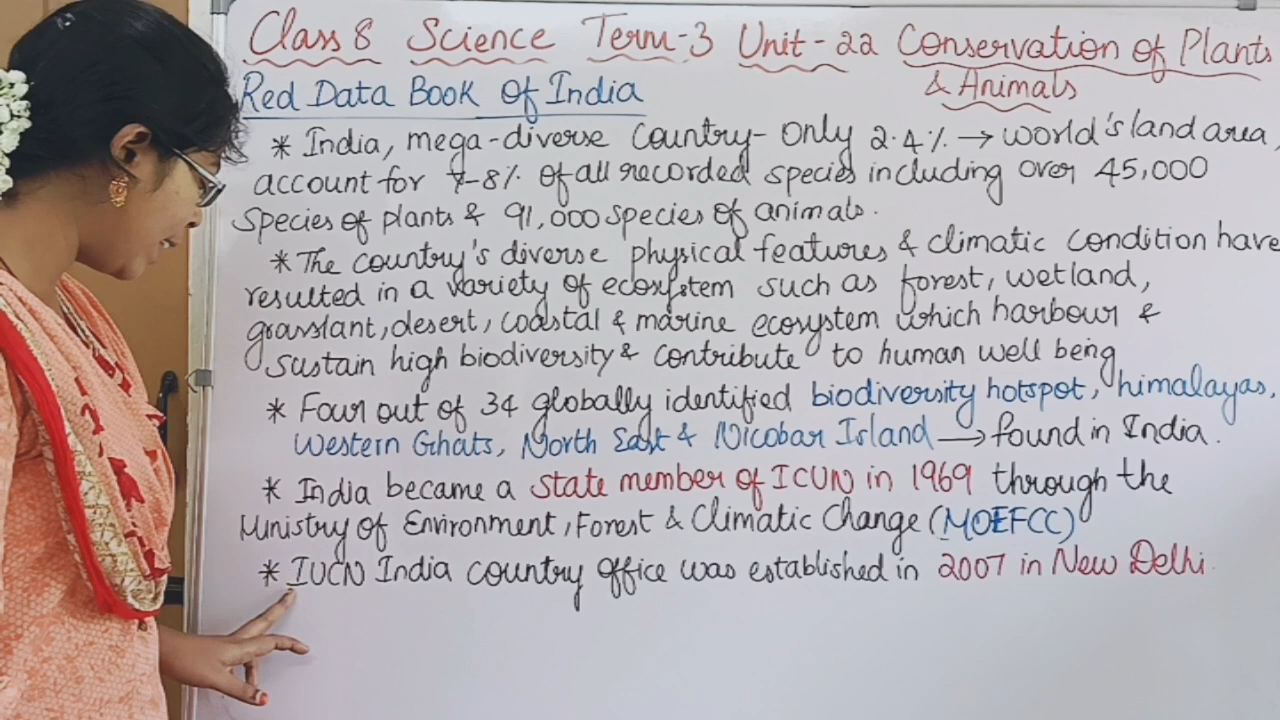 Class 8 Science Term-3 Unit-22 Conservation of Plants
& Animals
Red Data Book of India
* India, mega-diverse Country- Only 2.4% → world's land area,
account for 7-8% of all recorded species including over 45,000
Species of plants & 91,000 species of animals.
* The country's diverse physical features & climatic condition have
resulted in a variety of ecosystem such as forest, wetland,
grasslant, desert, coastal & marine ecosystem which harbour &
Sustain high biodiversity & contribute to human well being
* Four out of 34 globally identified biodiversity hotspot, himalayas,
Western Ghats, North East & Nicobar Island → found in India.
* India became a state member of ICUN in 1969 through the
Ministry of Environment, Forest & Climatic Change (MOEFCC)
* IUCN India country office was established in 2007 in New Delhi.